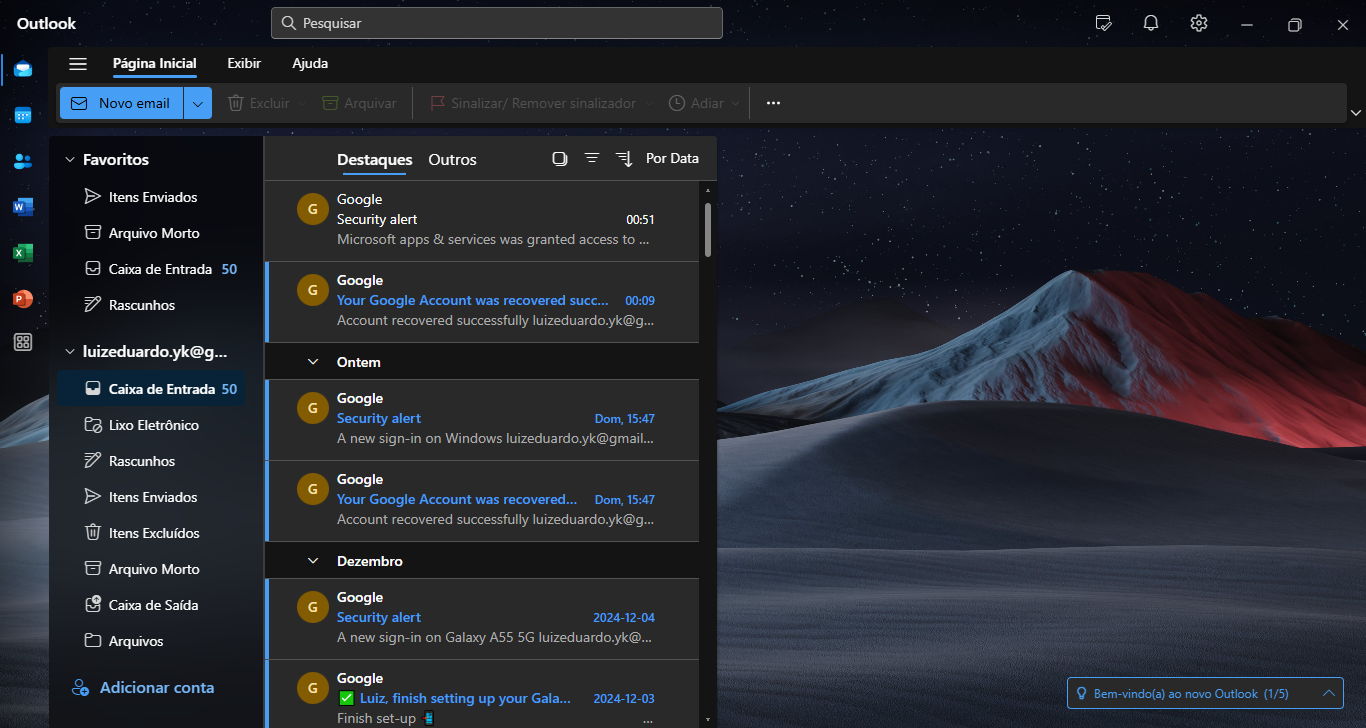 Outlook
Pesquisar
Página Inicial Exibir Ajuda
Novo email Excluir Arquivar Sinalizar/ Remover sinalizador Adiar ...
Favoritos
Itens Enviados
Arquivo Morto
Caixa de Entrada 50
Rascunhos
luizeduardo.yk@g...
Caixa de Entrada 50
Lixo Eletrônico
Rascunhos
Itens Enviados
Itens Excluídos
Arquivo Morto
Caixa de Saída
Arquivos
Adicionar conta
Destaques Outros Por Data
G
Google
Security alert 00:51
Microsoft apps & services was granted access to ...
G
Google
Your Google Account was recovered succ... 00:09
Account recovered successfully luizeduardo.yk@g...
Ontem
G
Google
Security alert Dom, 15:47
A new sign-in on Windows luizeduardo.yk@gmail...
G
Google
Your Google Account was recovered... Dom, 15:47
Account recovered successfully luizeduardo.yk@g...
Dezembro
G
Google
Security alert 2024-12-04
A new sign-in on Galaxy A55 5G luizeduardo.yk@...
G
Google
✅ Luiz, finish setting up your Gala... 2024-12-03
Finish set-up 📲 ...
Bem-vindo(a) ao novo Outlook (1/5)